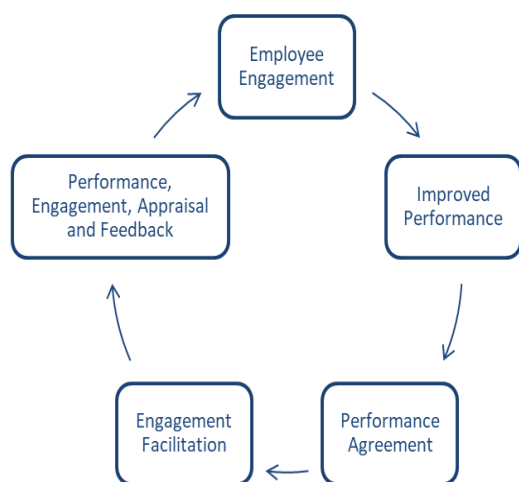 Employee
Engagement
Improved
Performance
Performance
Agreement
Engagement
Facilitation
Performance,
Engagement, Appraisal
and Feedback